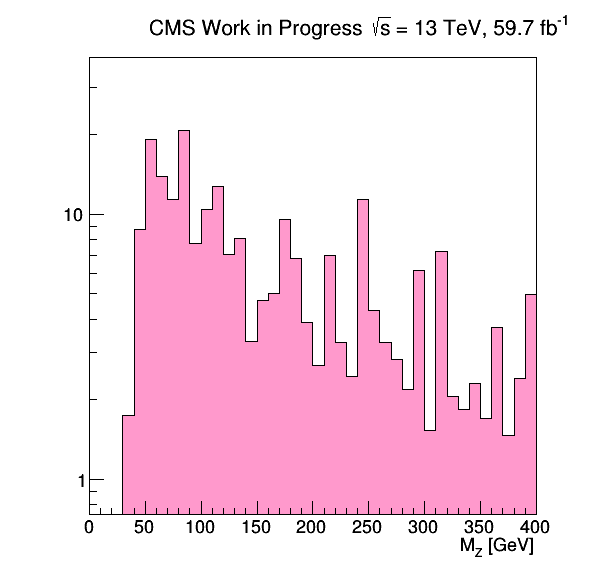 CMS Work in Progress √s = 13 TeV, 59.7 fb⁻¹
10
1
0 50 100 150 200 250 300 350 400
M_Z [GeV]